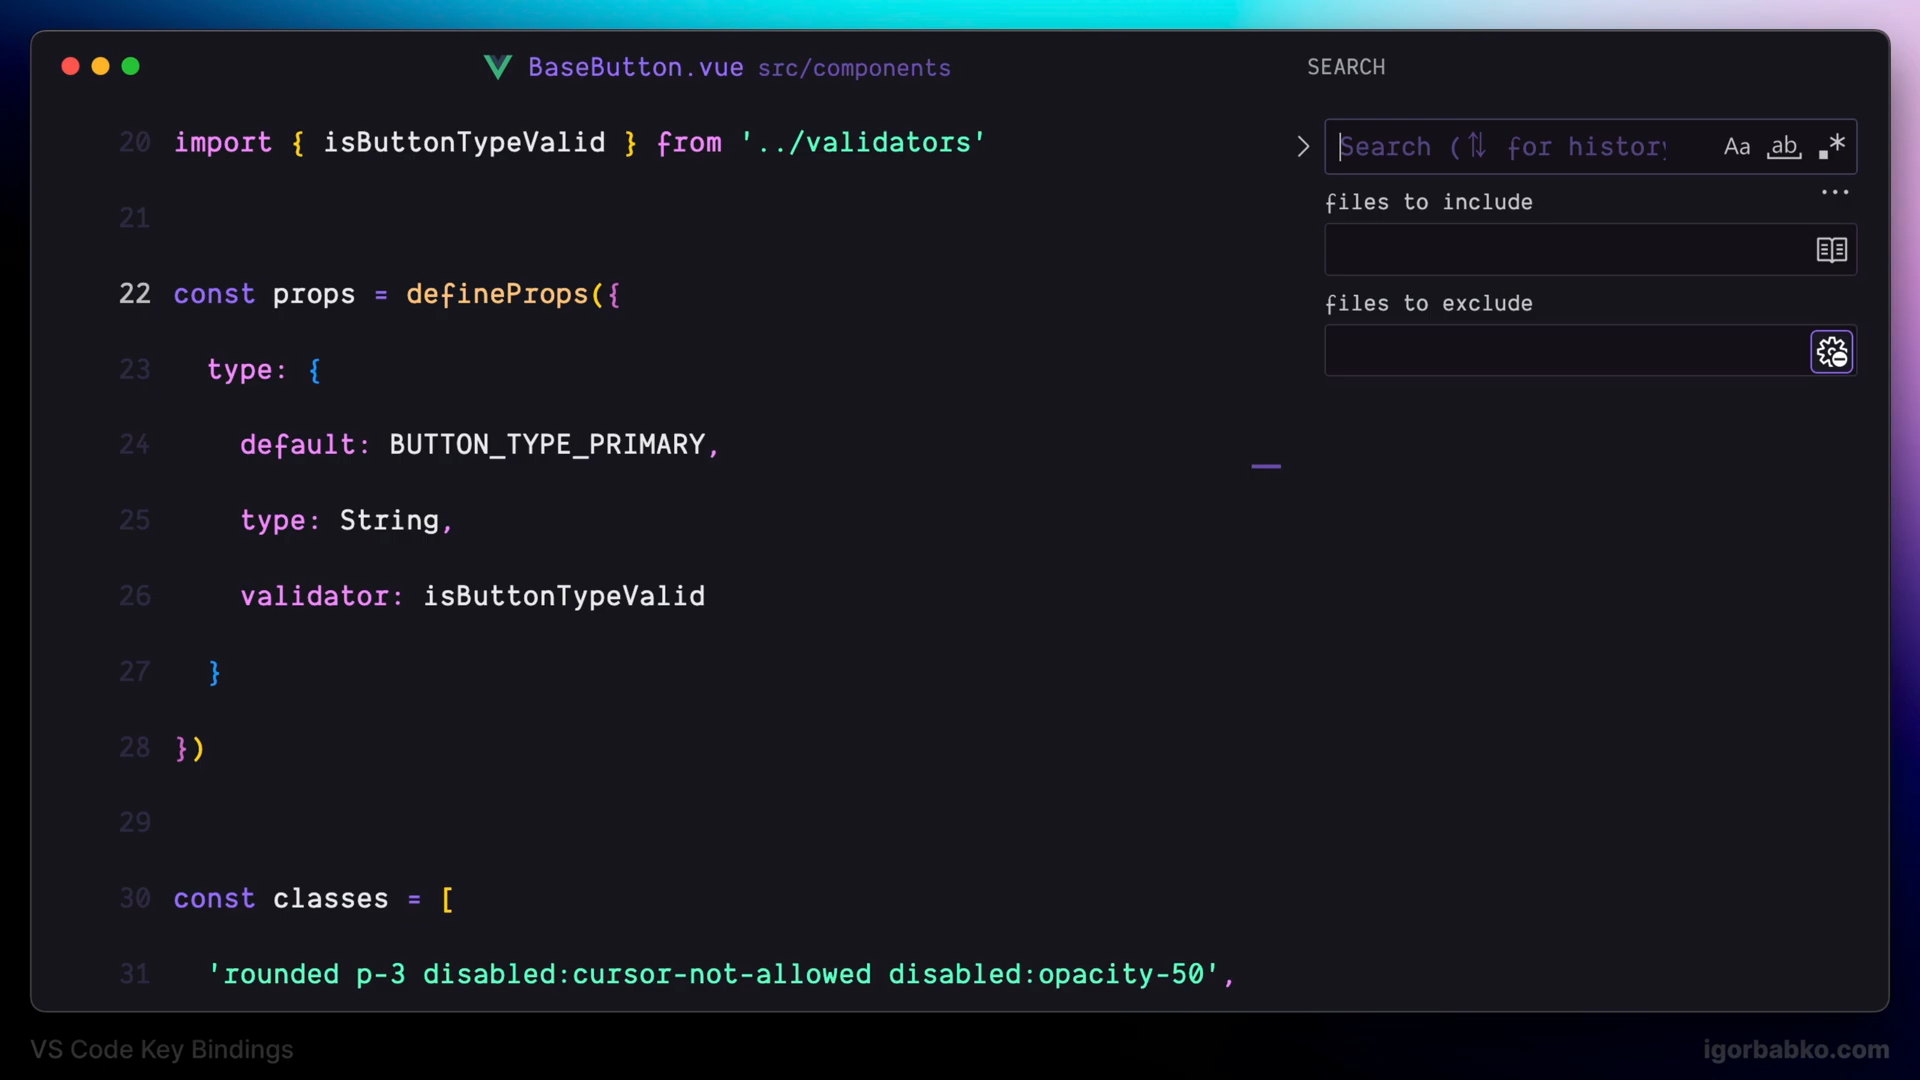 BaseButton.vue src/components
20 import { isButtonTypeValid } from '../validators'
21
22 const props = defineProps({
23 type: {
24 default: BUTTON_TYPE_PRIMARY,
25 type: String,
26 validator: isButtonTypeValid
27 }
28 })
29
30 const classes = [
31 'rounded p-3 disabled:cursor-not-allowed disabled:opacity-50',
SEARCH
Search (⇅ for history
Aa ab .*
...
files to include
files to exclude
VS Code Key Bindings
igorbabko.com